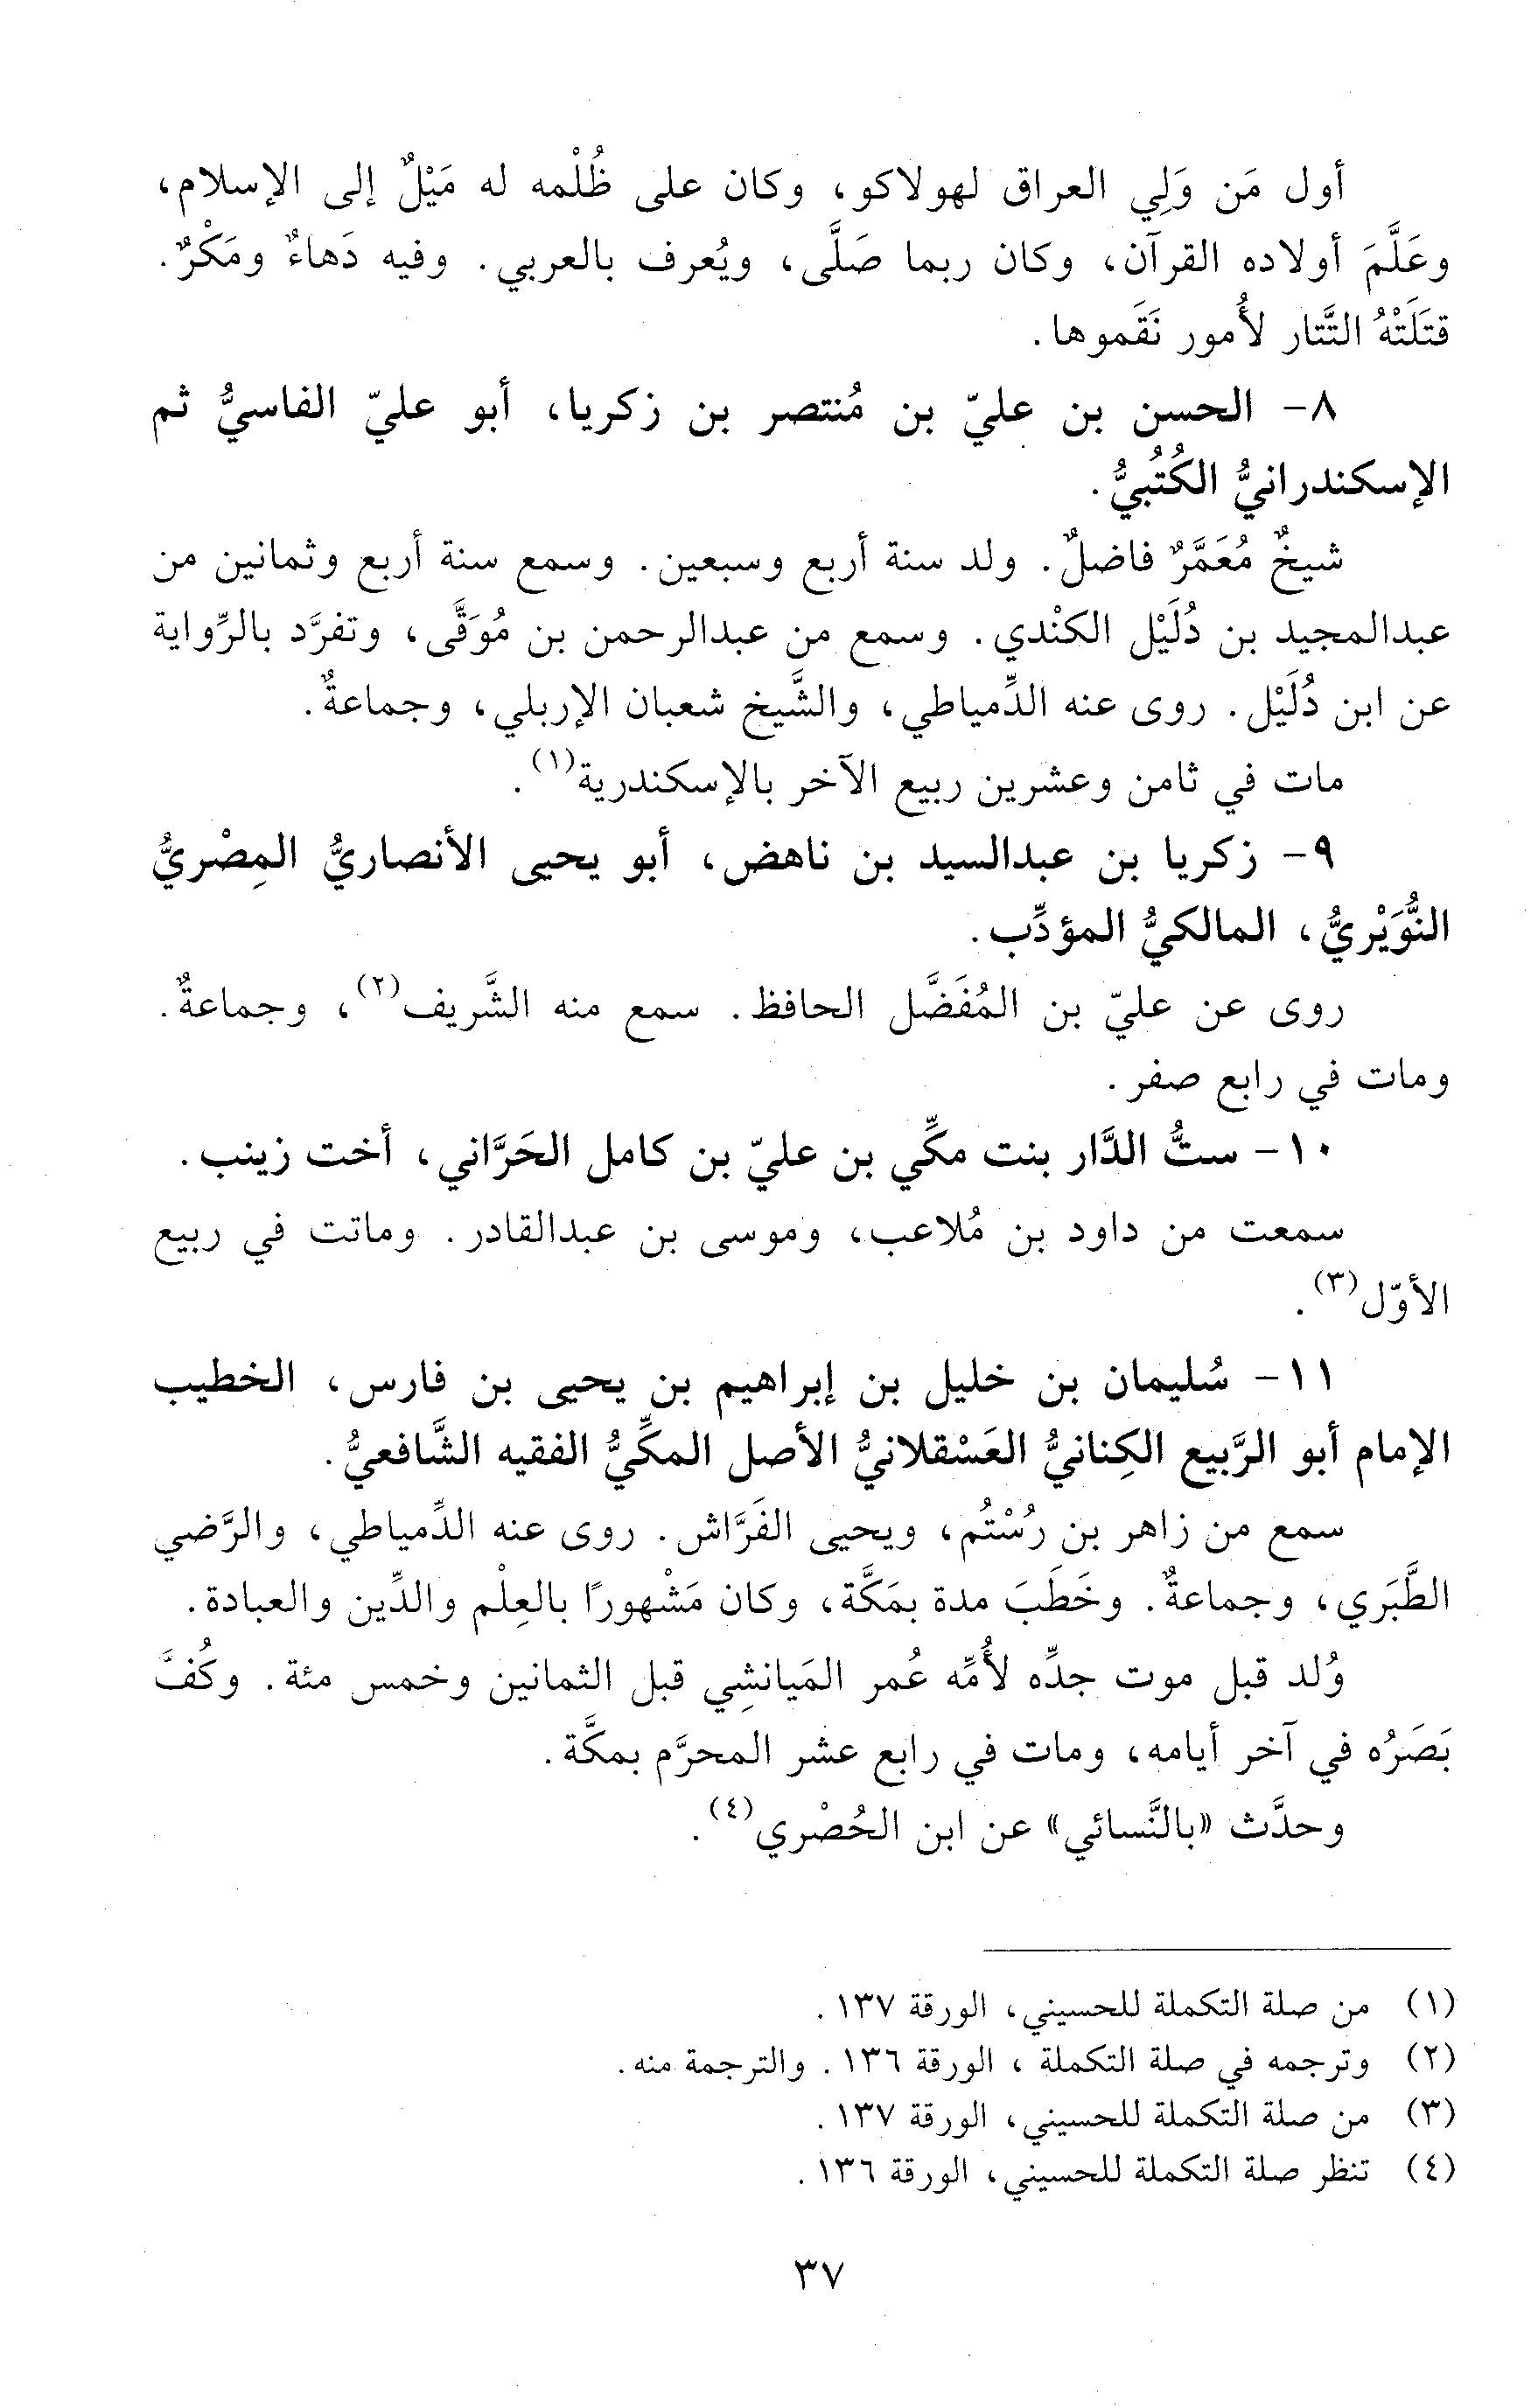 أول مَن وَلِي العراق لهولاكو، وكان على ظُلْمه له مَيْلٌ إلى الإسلام،
وعَلَّمَ أولاده القرآن، وكان ربما صَلَّى، ويُعرف بالعربي. وفيه دَهاءٌ ومَكْرٌ.
قتَلَتْهُ التَّتار لأُمور نَقَموها.
٨- الحسن بن عليّ بن مُنتصر بن زكريا، أبو عليّ الفاسيُّ ثم
الإسكندرانيُّ الكُتُبيُّ.
شيخٌ مُعَمَّرٌ فاضلٌ. ولد سنة أربع وسبعين. وسمع سنة أربع وثمانين من
عبدالمجيد بن دُلَيْل الكنْدي. وسمع من عبدالرحمن بن مُوَقَّى، وتفرَّد بالرِّواية
عن ابن دُلَيْل. روى عنه الدِّمياطي، والشَّيخ شعبان الإربلي، وجماعةٌ.
مات في ثامن وعشرين ربيع الآخر بالإسكندرية(١).
٩- زكريا بن عبدالسيد بن ناهض، أبو يحيى الأنصاريُّ المِصْريُّ
النُّوَيْريُّ، المالكيُّ المؤدِّب.
روى عن عليّ بن المُفَضَّل الحافظ. سمع منه الشَّريف(٢)، وجماعةٌ.
ومات في رابع صفر.
١٠- ستُّ الدَّار بنت مكِّي بن عليّ بن كامل الحَرَّاني، أخت زينب.
سمعت من داود بن مُلاعب، وموسى بن عبدالقادر. وماتت في ربيع
الأوّل(٣).
١١- سُليمان بن خليل بن إبراهيم بن يحيى بن فارس، الخطيب
الإمام أبو الرَّبيع الكِنانيُّ العَسْقلانيُّ الأصل المكِّيُّ الفقيه الشَّافعيُّ.
سمع من زاهر بن رُسْتُم، ويحيى الفَرَّاش. روى عنه الدِّمياطي، والرَّضي
الطَّبَري، وجماعةٌ. وخَطَبَ مدة بمَكَّة، وكان مَشْهورًا بالعِلْم والدِّين والعبادة.
وُلد قبل موت جدِّه لأُمِّه عُمر المَيانشِي قبل الثمانين وخمس مئة. وكُفَّ
بَصَرُه في آخر أيامه، ومات في رابع عشر المحرَّم بمكَّة.
وحدَّث «بالنَّسائي» عن ابن الحُصْري(٤).
(١) من صلة التكملة للحسيني، الورقة ١٣٧.
(٢) وترجمه في صلة التكملة ، الورقة ١٣٦. والترجمة منه.
(٣) من صلة التكملة للحسيني، الورقة ١٣٧.
(٤) تنظر صلة التكملة للحسيني، الورقة ١٣٦.
٣٧